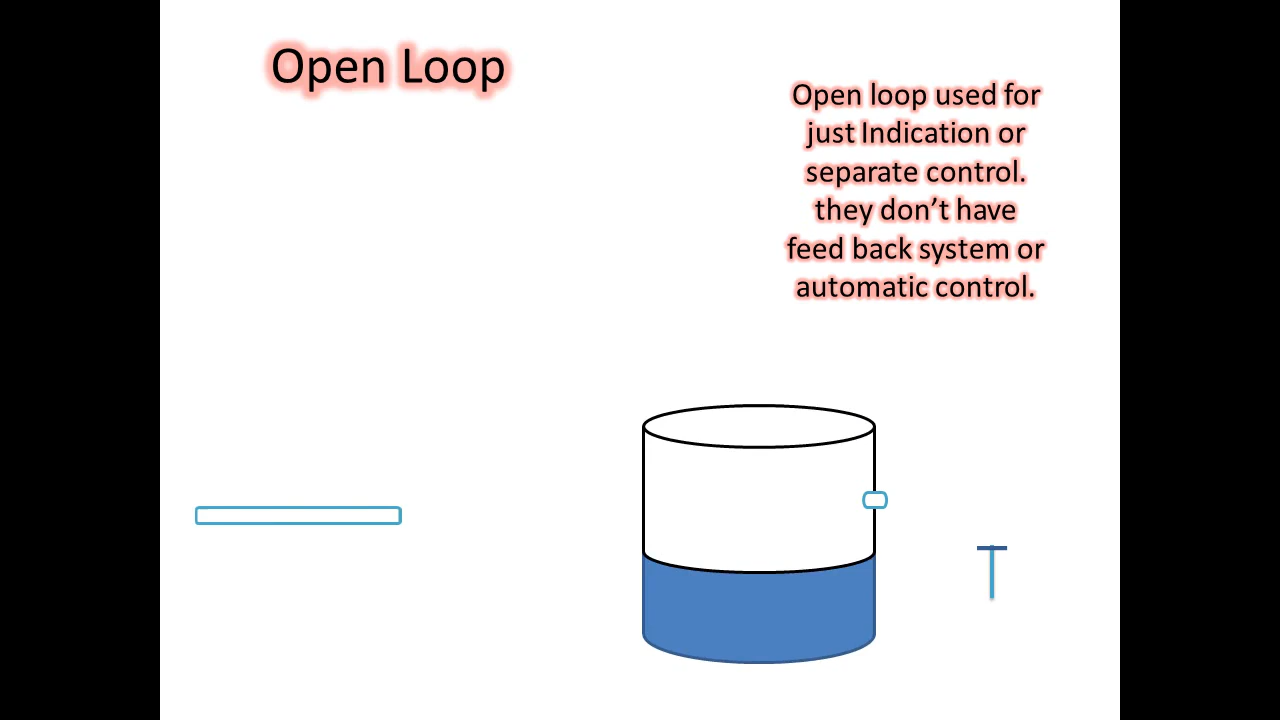 Open Loop
Open loop used for
just Indication or
separate control.
they don’t have
feed back system or
automatic control.